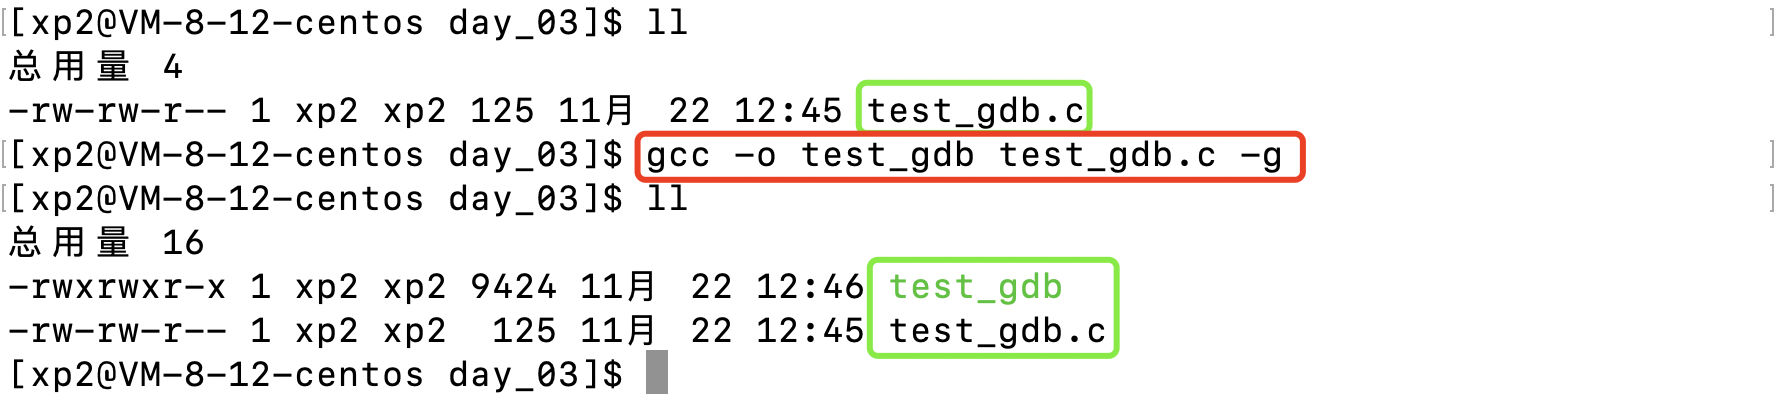 [xp2@VM-8-12-centos day_03]$ ll
总用量 4
-rw-rw-r-- 1 xp2 xp2 125 11月  22 12:45 test_gdb.c
[xp2@VM-8-12-centos day_03]$ gcc -o test_gdb test_gdb.c -g
[xp2@VM-8-12-centos day_03]$ ll
总用量 16
-rwxrwxr-x 1 xp2 xp2 9424 11月  22 12:46 test_gdb
-rw-rw-r-- 1 xp2 xp2  125 11月  22 12:45 test_gdb.c
[xp2@VM-8-12-centos day_03]$